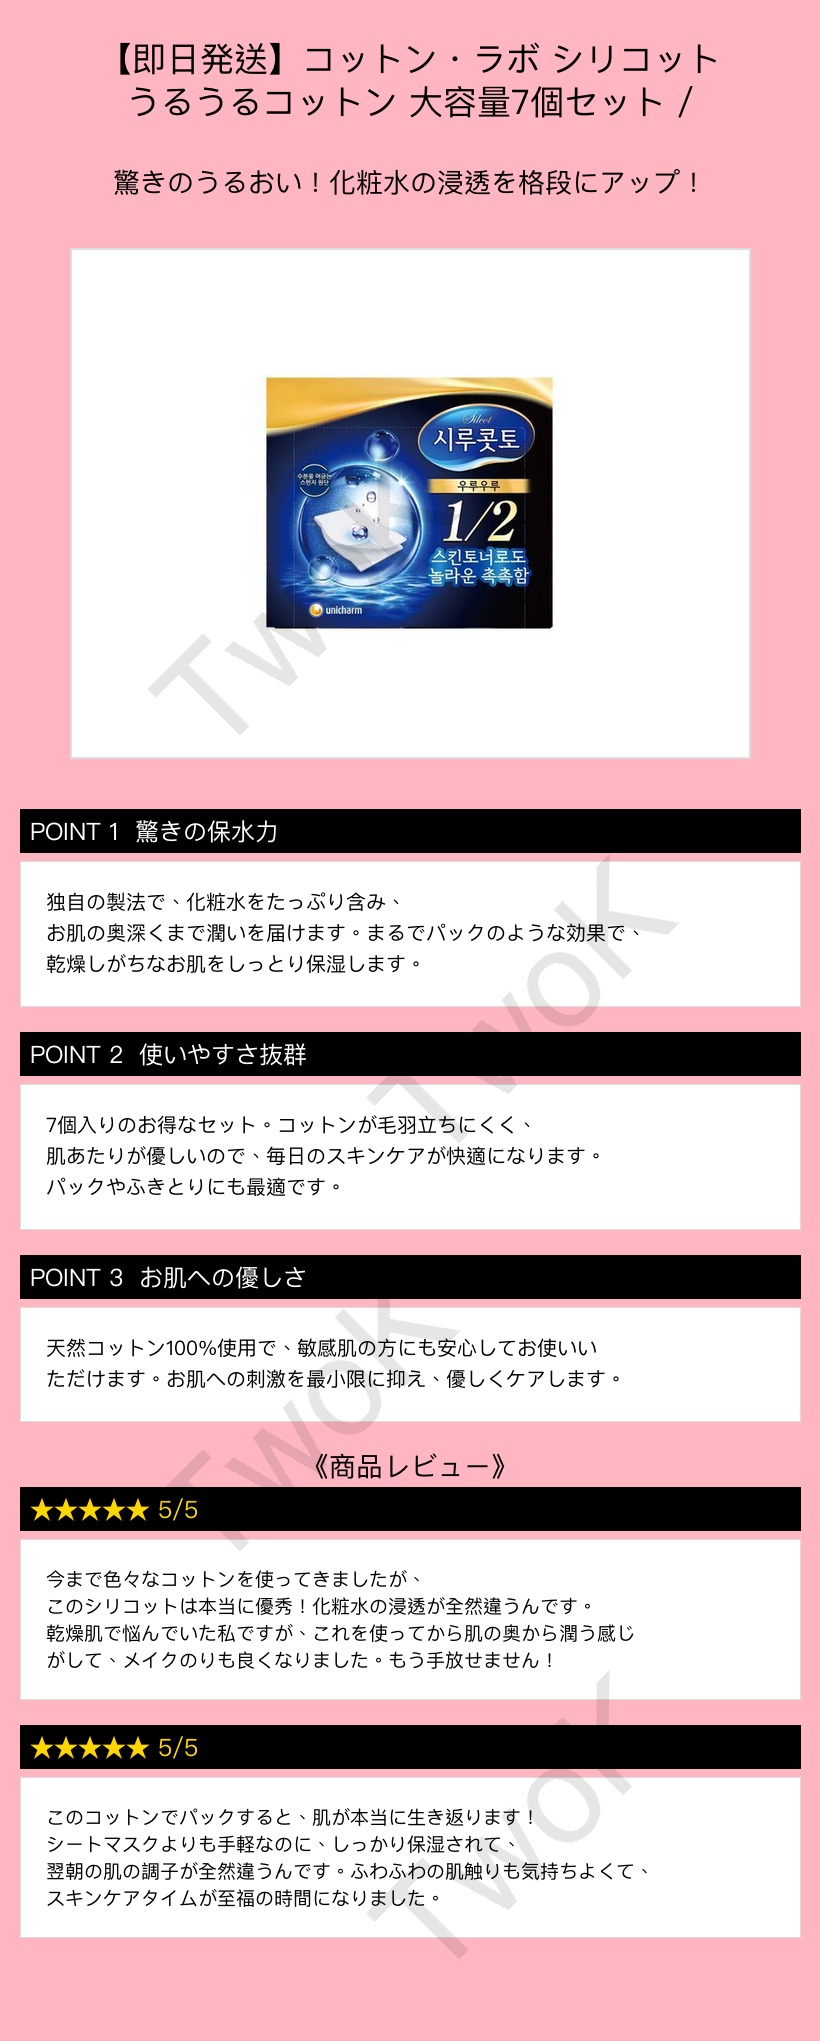 【即日発送】コットン・ラボ シリコット
うるうるコットン 大容量7個セット /
驚きのうるおい！化粧水の浸透を格段にアップ！
Silcot
시루콧토
수분을 머금는
스펀지 원단
우루우루
1/2
스킨토너로도
놀라운 촉촉함
unicharm
TwoK
POINT 1 驚きの保水力
独自の製法で、化粧水をたっぷり含み、
お肌の奥深くまで潤いを届けます。まるでパックのような効果で、
乾燥しがちなお肌をしっとり保湿します。
TwoK
POINT 2 使いやすさ抜群
7個入りのお得なセット。コットンが毛羽立ちにくく、
肌あたりが優しいので、毎日のスキンケアが快適になります。
パックやふきとりにも最適です。
POINT 3 お肌への優しさ
天然コットン100%使用で、敏感肌の方にも安心してお使いい
ただけます。お肌への刺激を最小限に抑え、優しくケアします。
TwoK
《商品レビュー》
★★★★★ 5/5
今まで色々なコットンを使ってきましたが、
このシリコットは本当に優秀！化粧水の浸透が全然違うんです。
乾燥肌で悩んでいた私ですが、これを使ってから肌の奥から潤う感じ
がして、メイクのりも良くなりました。もう手放せません！
★★★★★ 5/5
TwoK
このコットンでパックすると、肌が本当に生き返ります！
シートマスクよりも手軽なのに、しっかり保湿されて、
翌朝の肌の調子が全然違うんです。ふわふわの肌触りも気持ちよくて、
スキンケアタイムが至福の時間になりました。